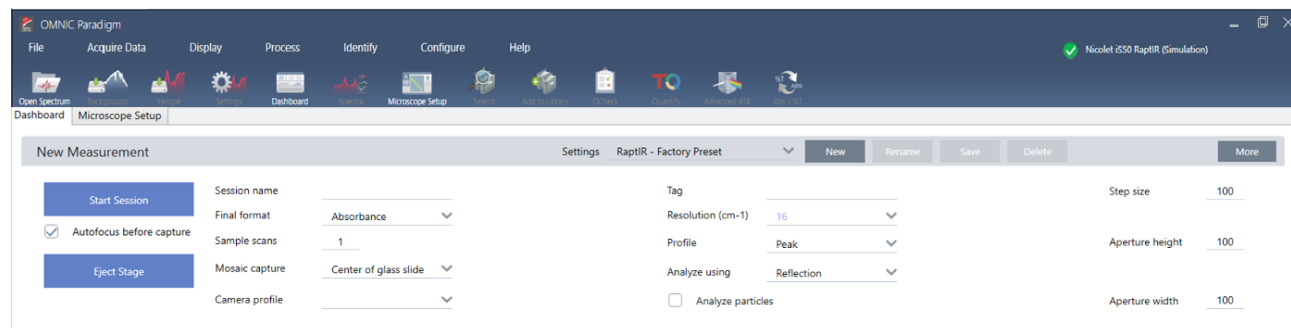 OMNIC Paradigm
File Acquire Data Display Process Identify Configure Help
Nicolet iS50 RaptIR (Simulation)
Open Spectrum Background Sample Settings Dashboard Spectra Microscope Setup Search Add to Library QCheck TQ Quantify Advanced ATR %T ABS Abs / %T
Dashboard Microscope Setup
New Measurement Settings RaptIR - Factory Preset New Rename Save Delete More
Start Session Session name Tag Step size 100
Final format Absorbance Resolution (cm-1) 16
Autofocus before capture Sample scans 1 Profile Peak Aperture height 100
Eject Stage Mosaic capture Center of glass slide Analyze using Reflection
Camera profile Analyze particles Aperture width 100